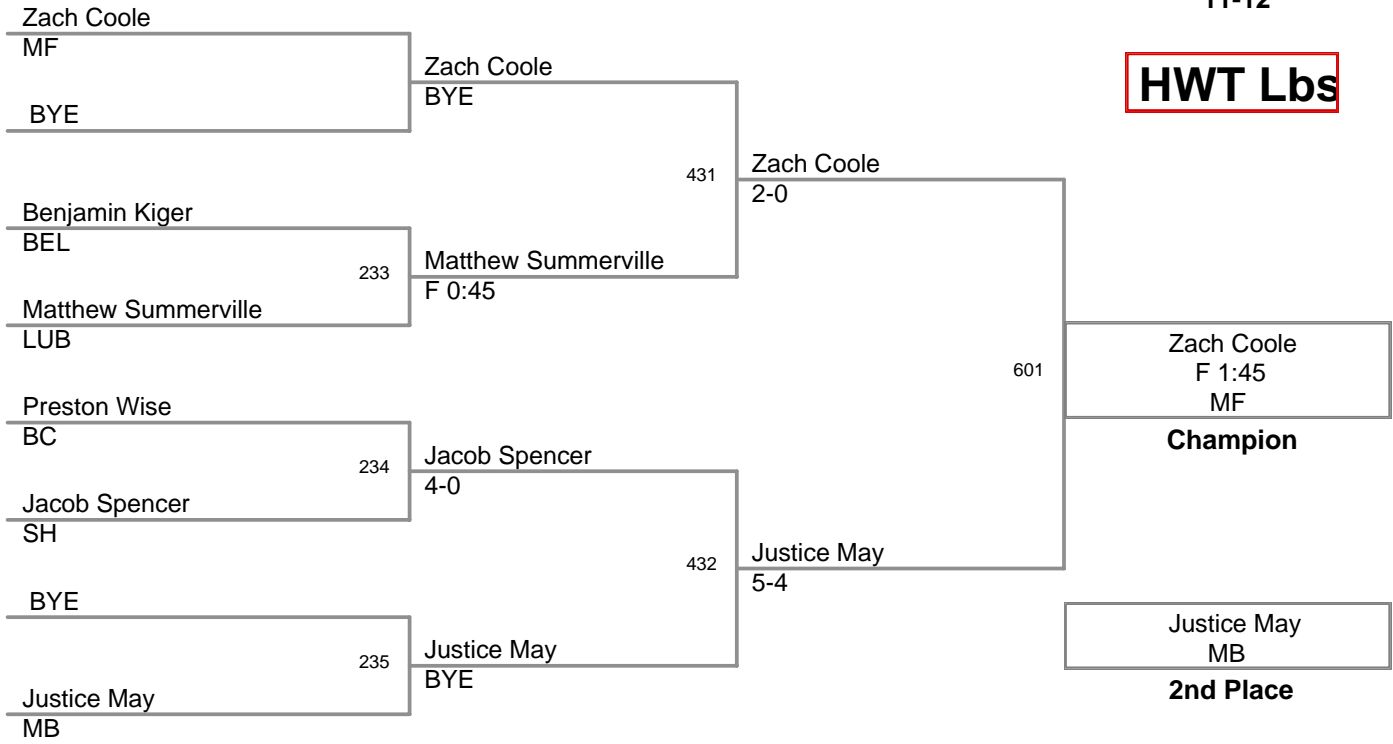 11-12
HWT Lbs
Zach Coole
MF
BYE
Zach Coole
BYE
Benjamin Kiger
BEL
233
Matthew Summerville
LUB
Matthew Summerville
F 0:45
431
Zach Coole
2-0
Preston Wise
BC
234
Jacob Spencer
SH
Jacob Spencer
4-0
BYE
235
Justice May
MB
Justice May
BYE
432
Justice May
5-4
601
Zach Coole
F 1:45
MF
Champion
Justice May
MB
2nd Place